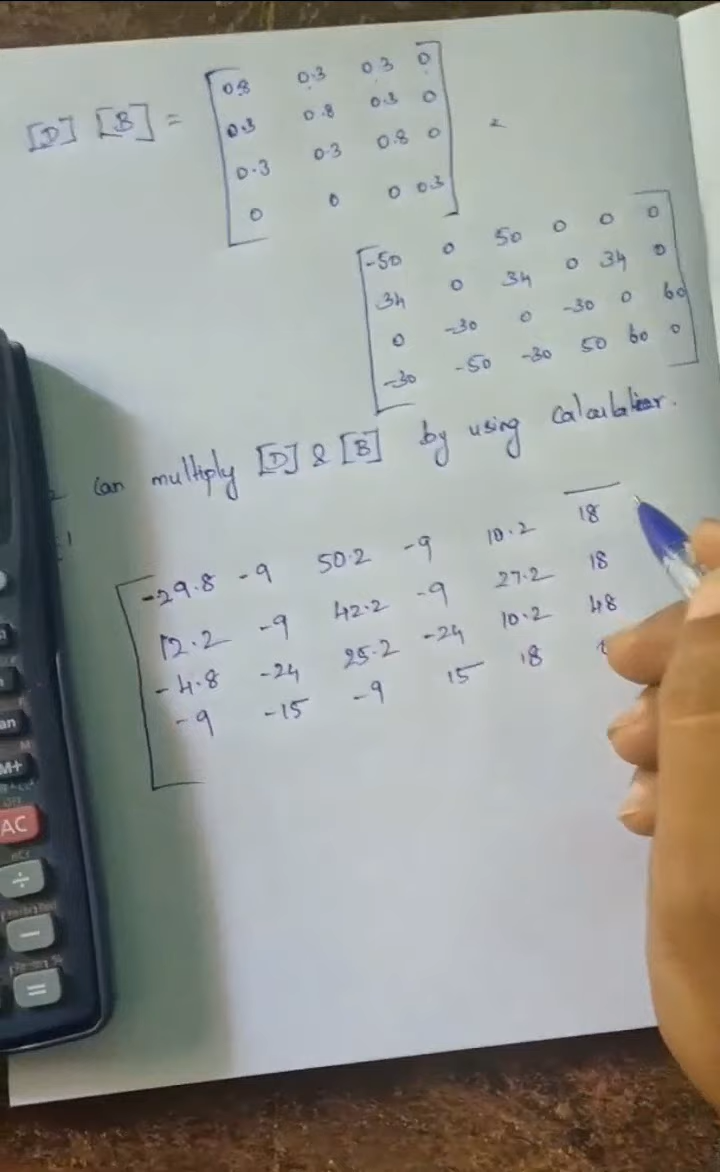 [D] [B] =
0.8 0.3 0.3 0
0.3 0.8 0.3 0
0.3 0.3 0.8 0
0 0 0 0.3
-50 0 50 0 0 0
34 0 34 0 34 0
0 -30 0 -30 0 60
-30 -50 -30 50 60 0
can multiply [D] & [B] by using calculator.
-29.8 -9 50.2 -9 10.2 18
12.2 -9 42.2 -9 27.2 18
-4.8 -24 25.2 -24 10.2 48
-9 -15 -9 15 18
an
M+
AC
÷
−
=